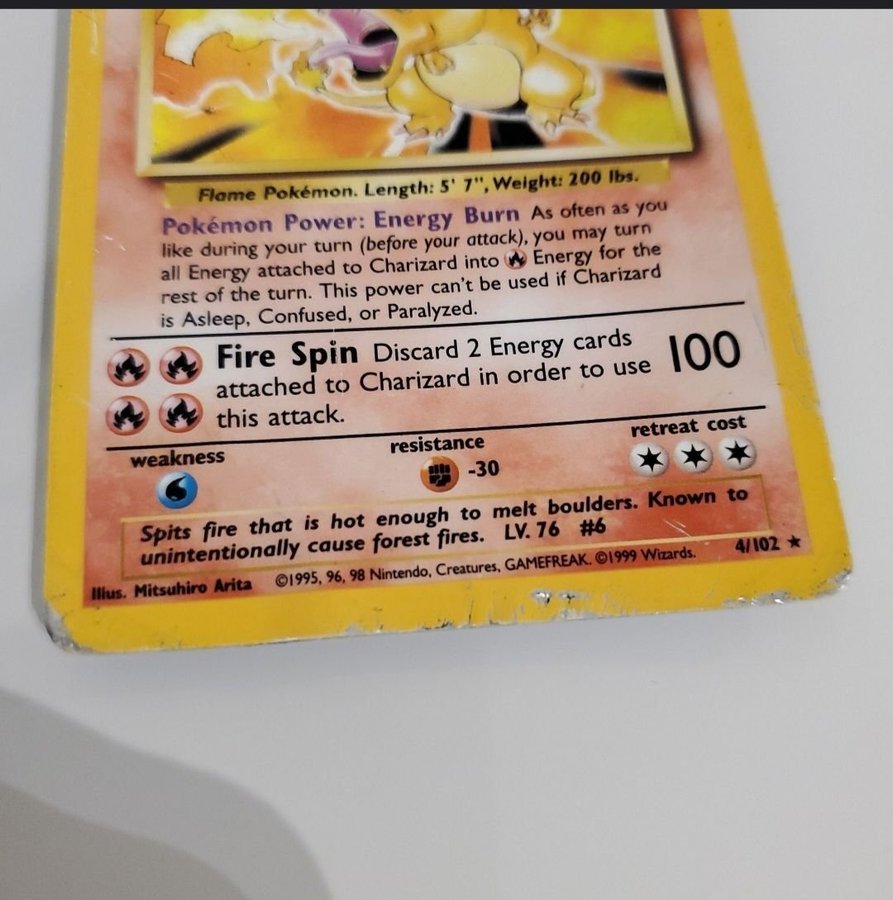 Flame Pokémon. Length: 5' 7", Weight: 200 lbs.
Pokémon Power: Energy Burn As often as you
like during your turn (before your attack), you may turn
all Energy attached to Charizard into Energy for the
rest of the turn. This power can't be used if Charizard
is Asleep, Confused, or Paralyzed.
Fire Spin Discard 2 Energy cards
attached to Charizard in order to use 100
this attack.
weakness resistance retreat cost
-30
Spits fire that is hot enough to melt boulders. Known to
unintentionally cause forest fires. LV. 76 #6
Illus. Mitsuhiro Arita ©1995, 96, 98 Nintendo, Creatures, GAMEFREAK. ©1999 Wizards. 4/102 ★